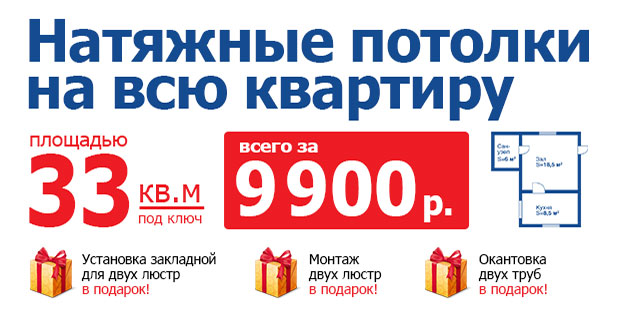 Натяжные потолки
на всю квартиру
площадью
33 кв.м
под ключ
всего за
9 900 р.
Сан-
узел
S=6 м²
Зал
S=18,5 м²
Кухня
S=8,5 м²
Установка закладной
для двух люстр
в подарок!
Монтаж
двух люстр
в подарок!
Окантовка
двух труб
в подарок!